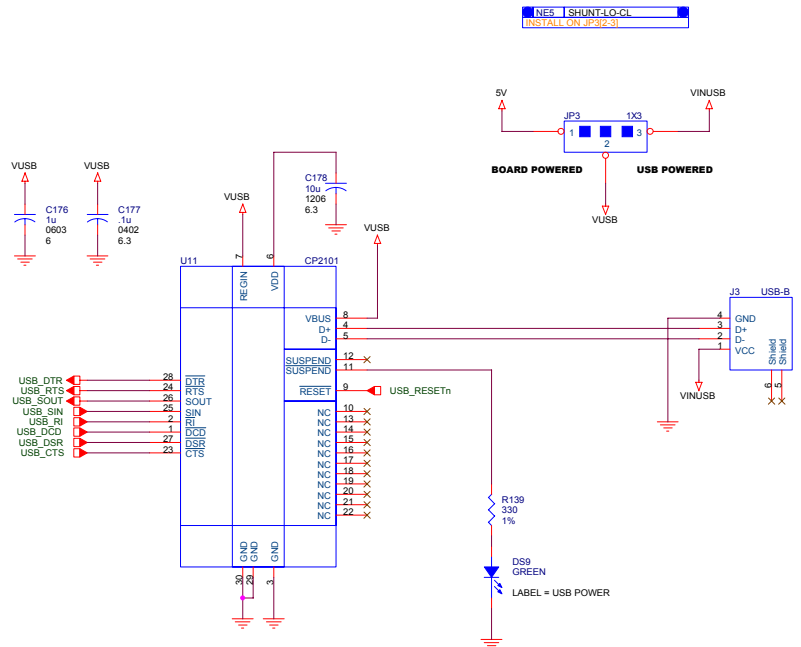 NE5 SHUNT-LO-CL
INSTALL ON JP3[2-3]
5V
VINUSB
JP3 1X3
1 3
2
BOARD POWERED USB POWERED
VUSB
VUSB
C176
1u
0603
6
VUSB
C177
.1u
0402
6.3
VUSB
C178
10u
1206
6.3
VUSB
U11 CP2101
7 REGIN
6 VDD
VBUS 8
D+ 4
D- 5
SUSPEND 12
SUSPEND 11
RESET 9 USB_RESETn
NC 10
NC 13
NC 14
NC 15
NC 16
NC 17
NC 18
NC 19
NC 20
NC 21
NC 22
USB_DTR 28 DTR
USB_RTS 24 RTS
USB_SOUT 26 SOUT
USB_SIN 25 SIN
USB_RI 2 RI
USB_DCD 1 DCD
USB_DSR 27 DSR
USB_CTS 23 CTS
GND 30
GND 29
GND 3
J3 USB-B
4 GND
3 D+
2 D-
1 VCC
Shield 6
Shield 5
VINUSB
R139
330
1%
DS9
GREEN
LABEL = USB POWER